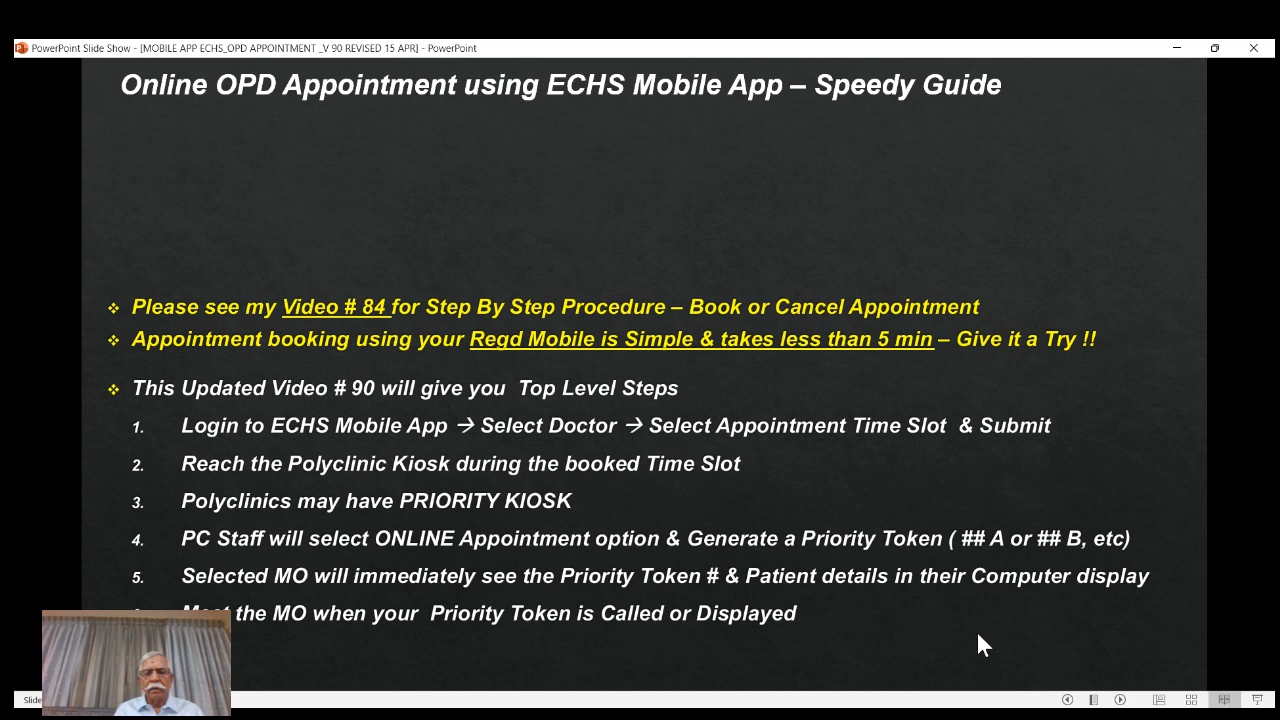 PowerPoint Slide Show - [MOBILE APP ECHS_OPD APPOINTMENT _V 90 REVISED 15 APR] - PowerPoint
Online OPD Appointment using ECHS Mobile App – Speedy Guide
❖ Please see my Video # 84 for Step By Step Procedure – Book or Cancel Appointment
❖ Appointment booking using your Regd Mobile is Simple & takes less than 5 min – Give it a Try !!
❖ This Updated Video # 90 will give you Top Level Steps
1. Login to ECHS Mobile App → Select Doctor → Select Appointment Time Slot & Submit
2. Reach the Polyclinic Kiosk during the booked Time Slot
3. Polyclinics may have PRIORITY KIOSK
4. PC Staff will select ONLINE Appointment option & Generate a Priority Token ( ## A or ## B, etc)
5. Selected MO will immediately see the Priority Token # & Patient details in their Computer display
the MO when your Priority Token is Called or Displayed